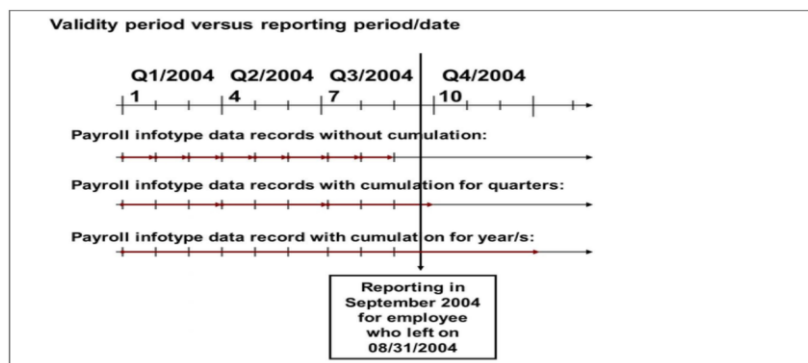 Validity period versus reporting period/date
Q1/2004 Q2/2004 Q3/2004 Q4/2004
1 4 7 10
Payroll infotype data records without cumulation:
Payroll infotype data records with cumulation for quarters:
Payroll infotype data record with cumulation for year/s:
Reporting in
September 2004
for employee
who left on
08/31/2004